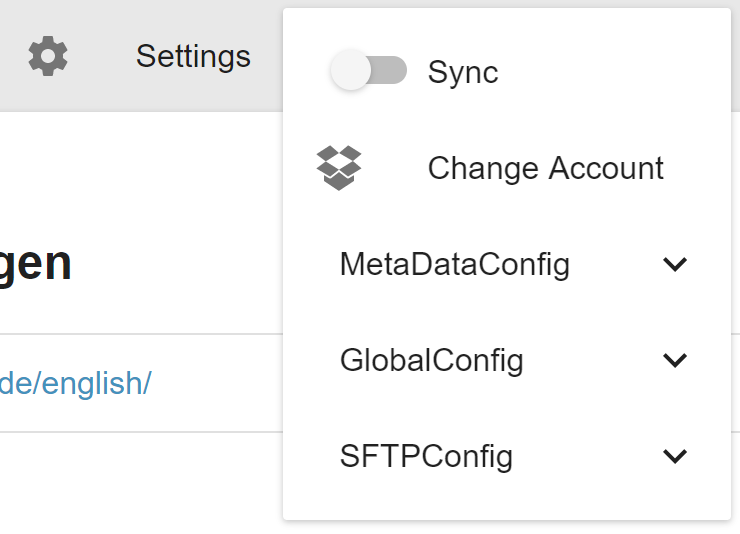 Settings
Sync
Change Account
gen
MetaDataConfig
de/english/
GlobalConfig
SFTPConfig